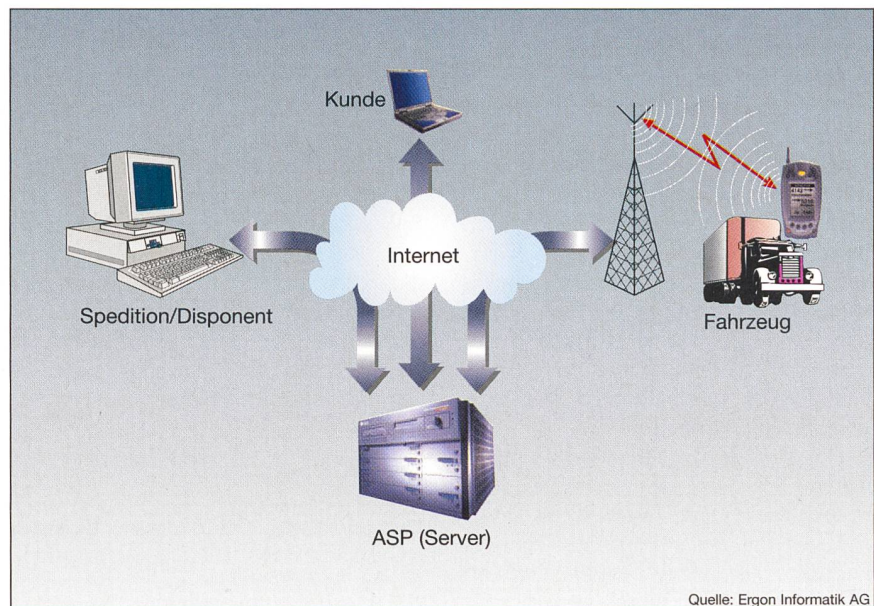 Kunde
Internet
Spedition/Disponent
Fahrzeug
ASP (Server)
Quelle: Ergon Informatik AG